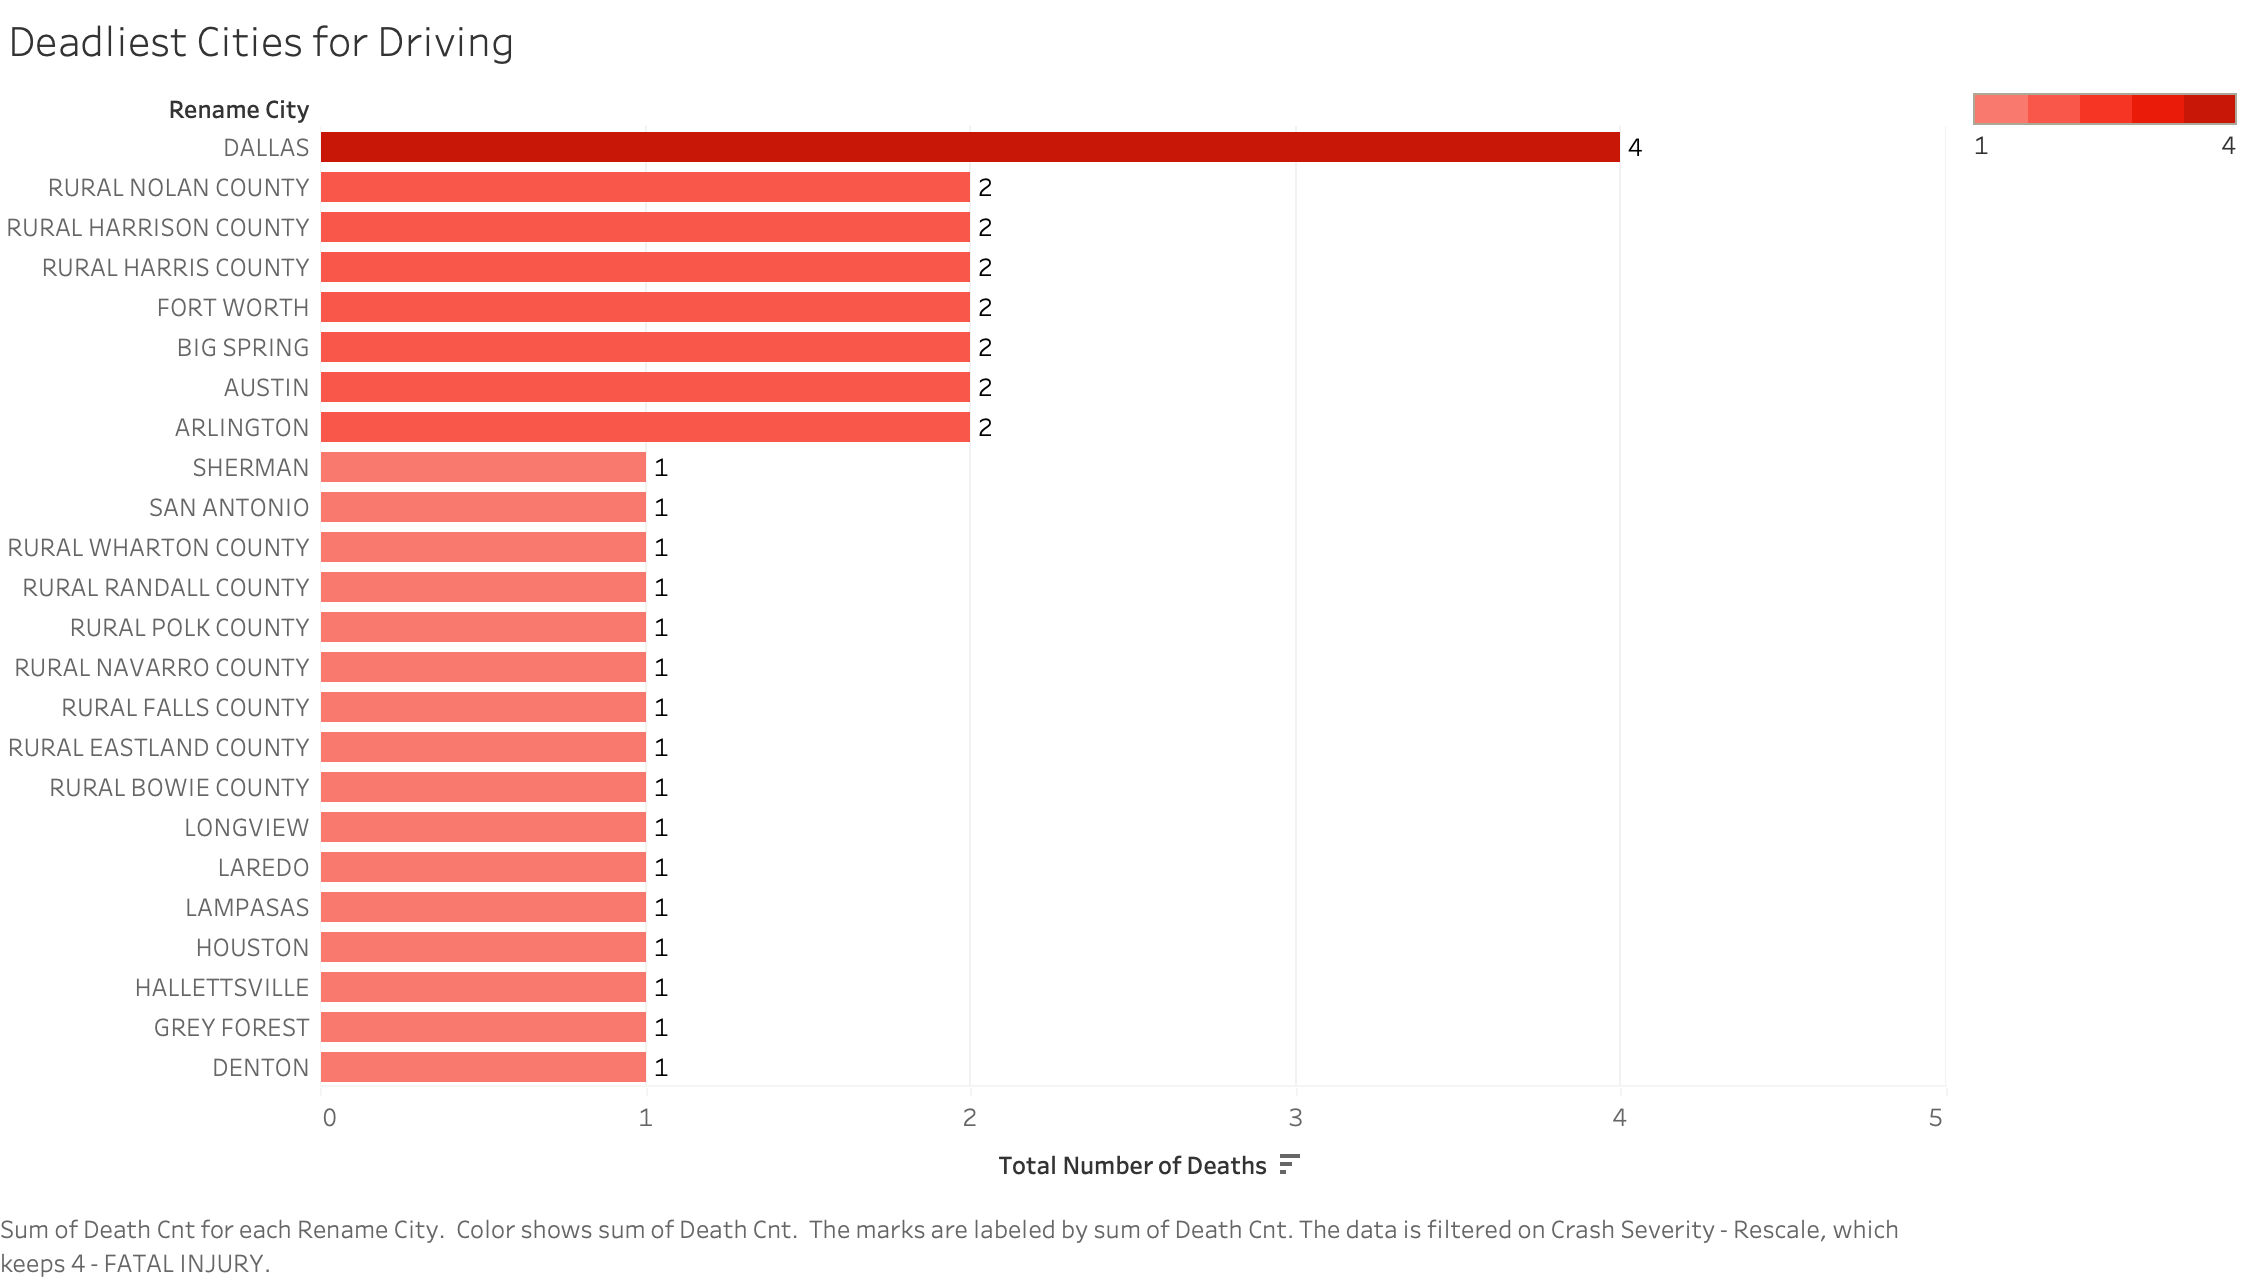 Deadliest Cities for Driving
Rename City
1 4
DALLAS 4
RURAL NOLAN COUNTY 2
RURAL HARRISON COUNTY 2
RURAL HARRIS COUNTY 2
FORT WORTH 2
BIG SPRING 2
AUSTIN 2
ARLINGTON 2
SHERMAN 1
SAN ANTONIO 1
RURAL WHARTON COUNTY 1
RURAL RANDALL COUNTY 1
RURAL POLK COUNTY 1
RURAL NAVARRO COUNTY 1
RURAL FALLS COUNTY 1
RURAL EASTLAND COUNTY 1
RURAL BOWIE COUNTY 1
LONGVIEW 1
LAREDO 1
LAMPASAS 1
HOUSTON 1
HALLETTSVILLE 1
GREY FOREST 1
DENTON 1
0 1 2 3 4 5
Total Number of Deaths
Sum of Death Cnt for each Rename City.  Color shows sum of Death Cnt.  The marks are labeled by sum of Death Cnt. The data is filtered on Crash Severity - Rescale, which
keeps 4 - FATAL INJURY.